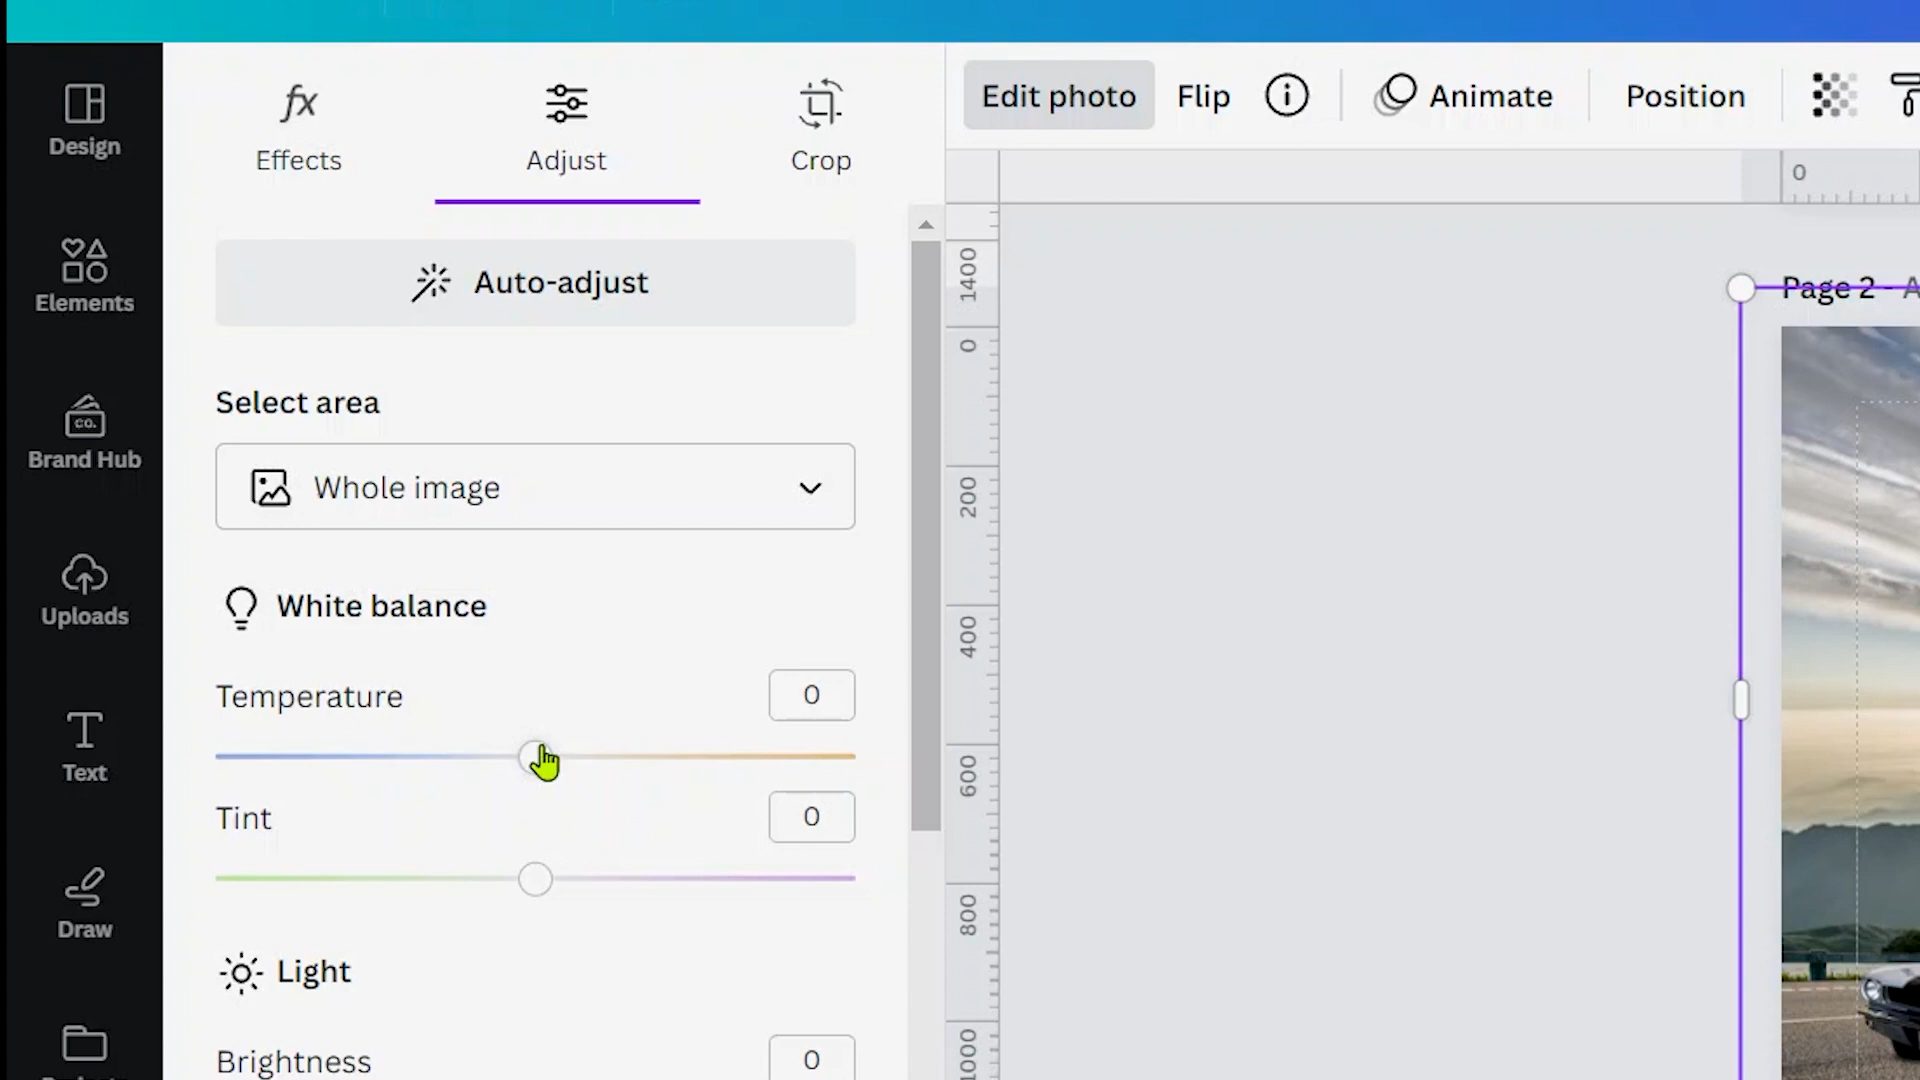 Design
Elements
Brand Hub
CO.
Uploads
Text
Draw
fx
Effects
Adjust
Crop
Auto-adjust
Select area
Whole image
White balance
Temperature
0
Tint
0
Light
Brightness
0
Edit photo
Flip
Animate
Position
0
1400
0
200
400
600
800
Page 2 -